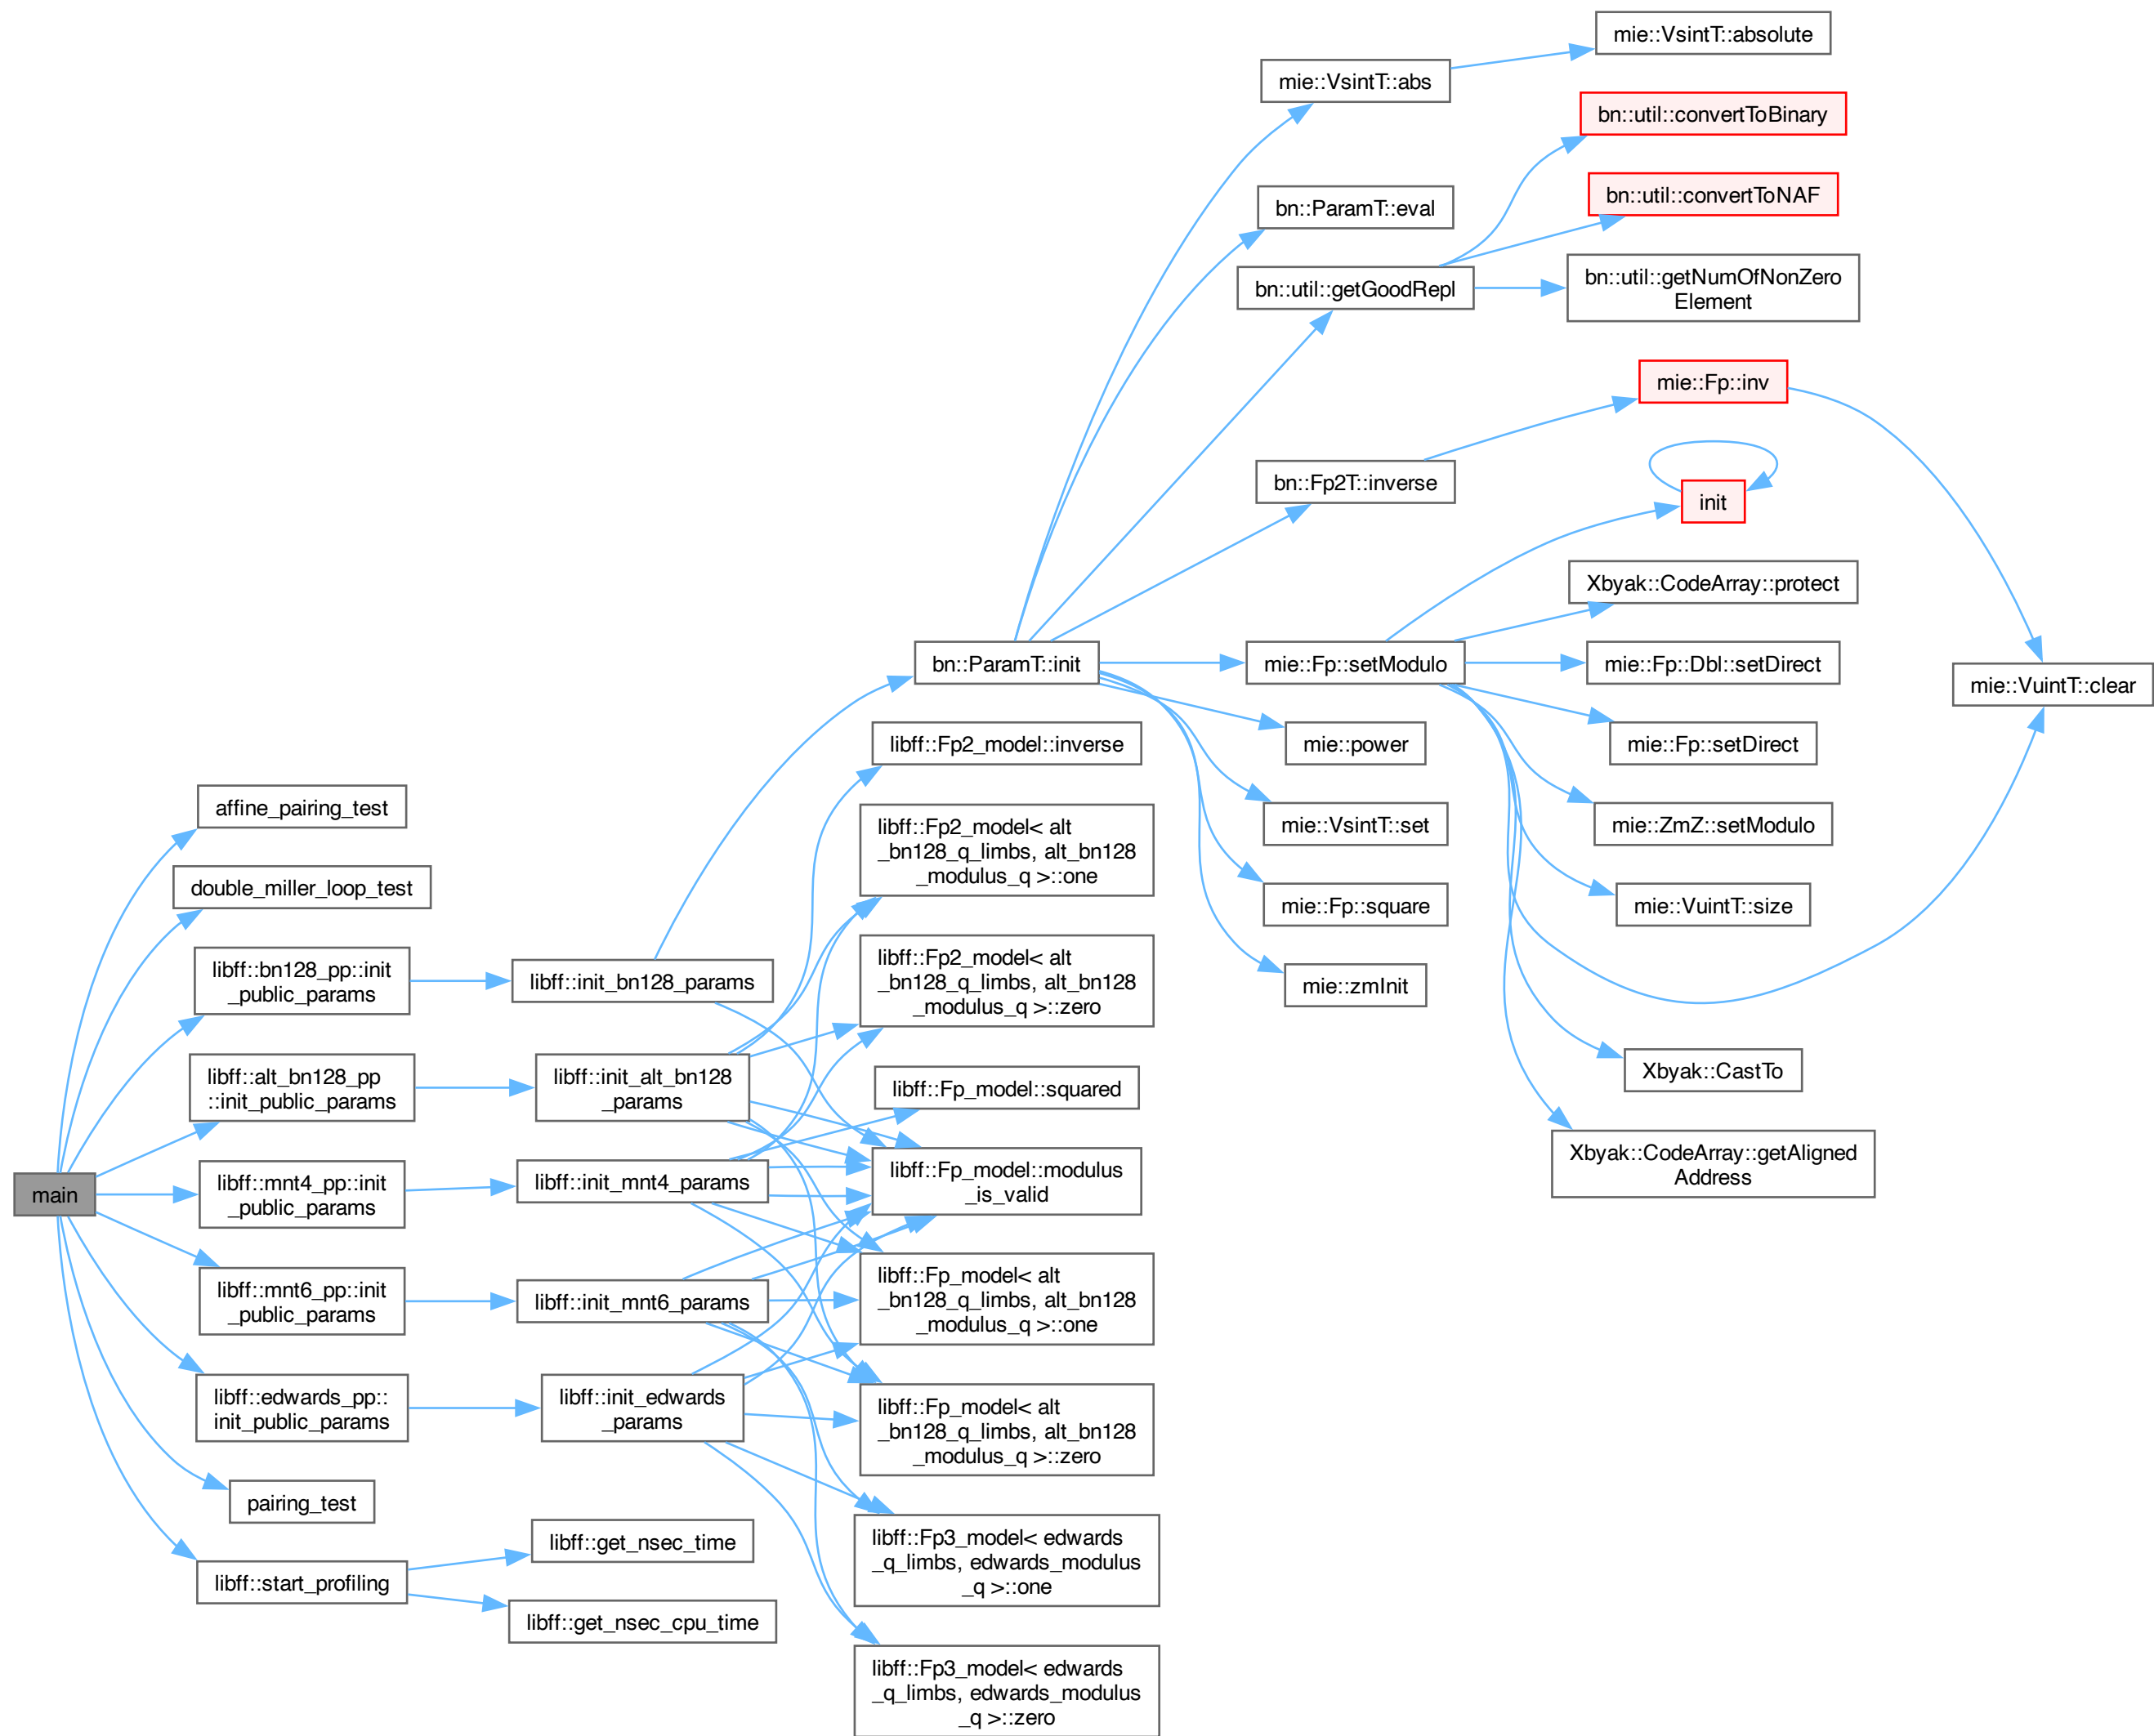 main
affine_pairing_test
double_miller_loop_test
libff::bn128_pp::init
_public_params
libff::alt_bn128_pp
::init_public_params
libff::mnt4_pp::init
_public_params
libff::mnt6_pp::init
_public_params
libff::edwards_pp::
init_public_params
pairing_test
libff::start_profiling
libff::init_bn128_params
libff::init_alt_bn128
_params
libff::init_mnt4_params
libff::init_mnt6_params
libff::init_edwards
_params
libff::get_nsec_time
libff::get_nsec_cpu_time
bn::ParamT::init
libff::Fp2_model::inverse
libff::Fp2_model< alt
_bn128_q_limbs, alt_bn128
_modulus_q >::one
libff::Fp2_model< alt
_bn128_q_limbs, alt_bn128
_modulus_q >::zero
libff::Fp_model::squared
libff::Fp_model::modulus
_is_valid
libff::Fp_model< alt
_bn128_q_limbs, alt_bn128
_modulus_q >::one
libff::Fp_model< alt
_bn128_q_limbs, alt_bn128
_modulus_q >::zero
libff::Fp3_model< edwards
_q_limbs, edwards_modulus
_q >::one
libff::Fp3_model< edwards
_q_limbs, edwards_modulus
_q >::zero
mie::VsintT::abs
bn::ParamT::eval
bn::util::getGoodRepl
bn::Fp2T::inverse
mie::Fp::setModulo
mie::power
mie::VsintT::set
mie::Fp::square
mie::zmInit
mie::VsintT::absolute
bn::util::convertToBinary
bn::util::convertToNAF
bn::util::getNumOfNonZero
Element
mie::Fp::inv
init
Xbyak::CodeArray::protect
mie::Fp::Dbl::setDirect
mie::Fp::setDirect
mie::ZmZ::setModulo
mie::VuintT::size
Xbyak::CastTo
Xbyak::CodeArray::getAligned
Address
mie::VuintT::clear